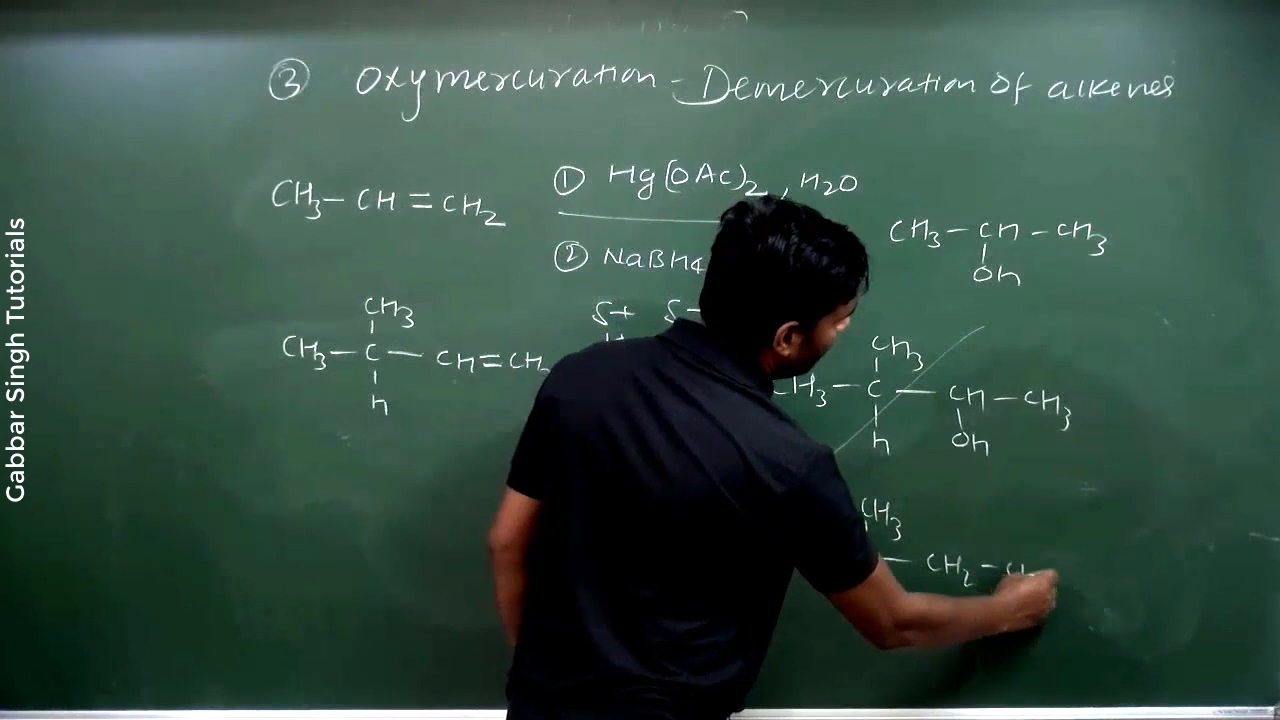 ③ Oxymercuration - Demercuration of alkenes
CH3 – CH = CH2
① Hg(OAc)2, H2O
② NaBH4
CH3 – CH – CH3
OH
CH3
CH3 – C – CH = CH
H
δ+ δ-
CH3
CH3 – C – CH – CH3
H OH
CH3
– CH2 –
Gabbar Singh Tutorials